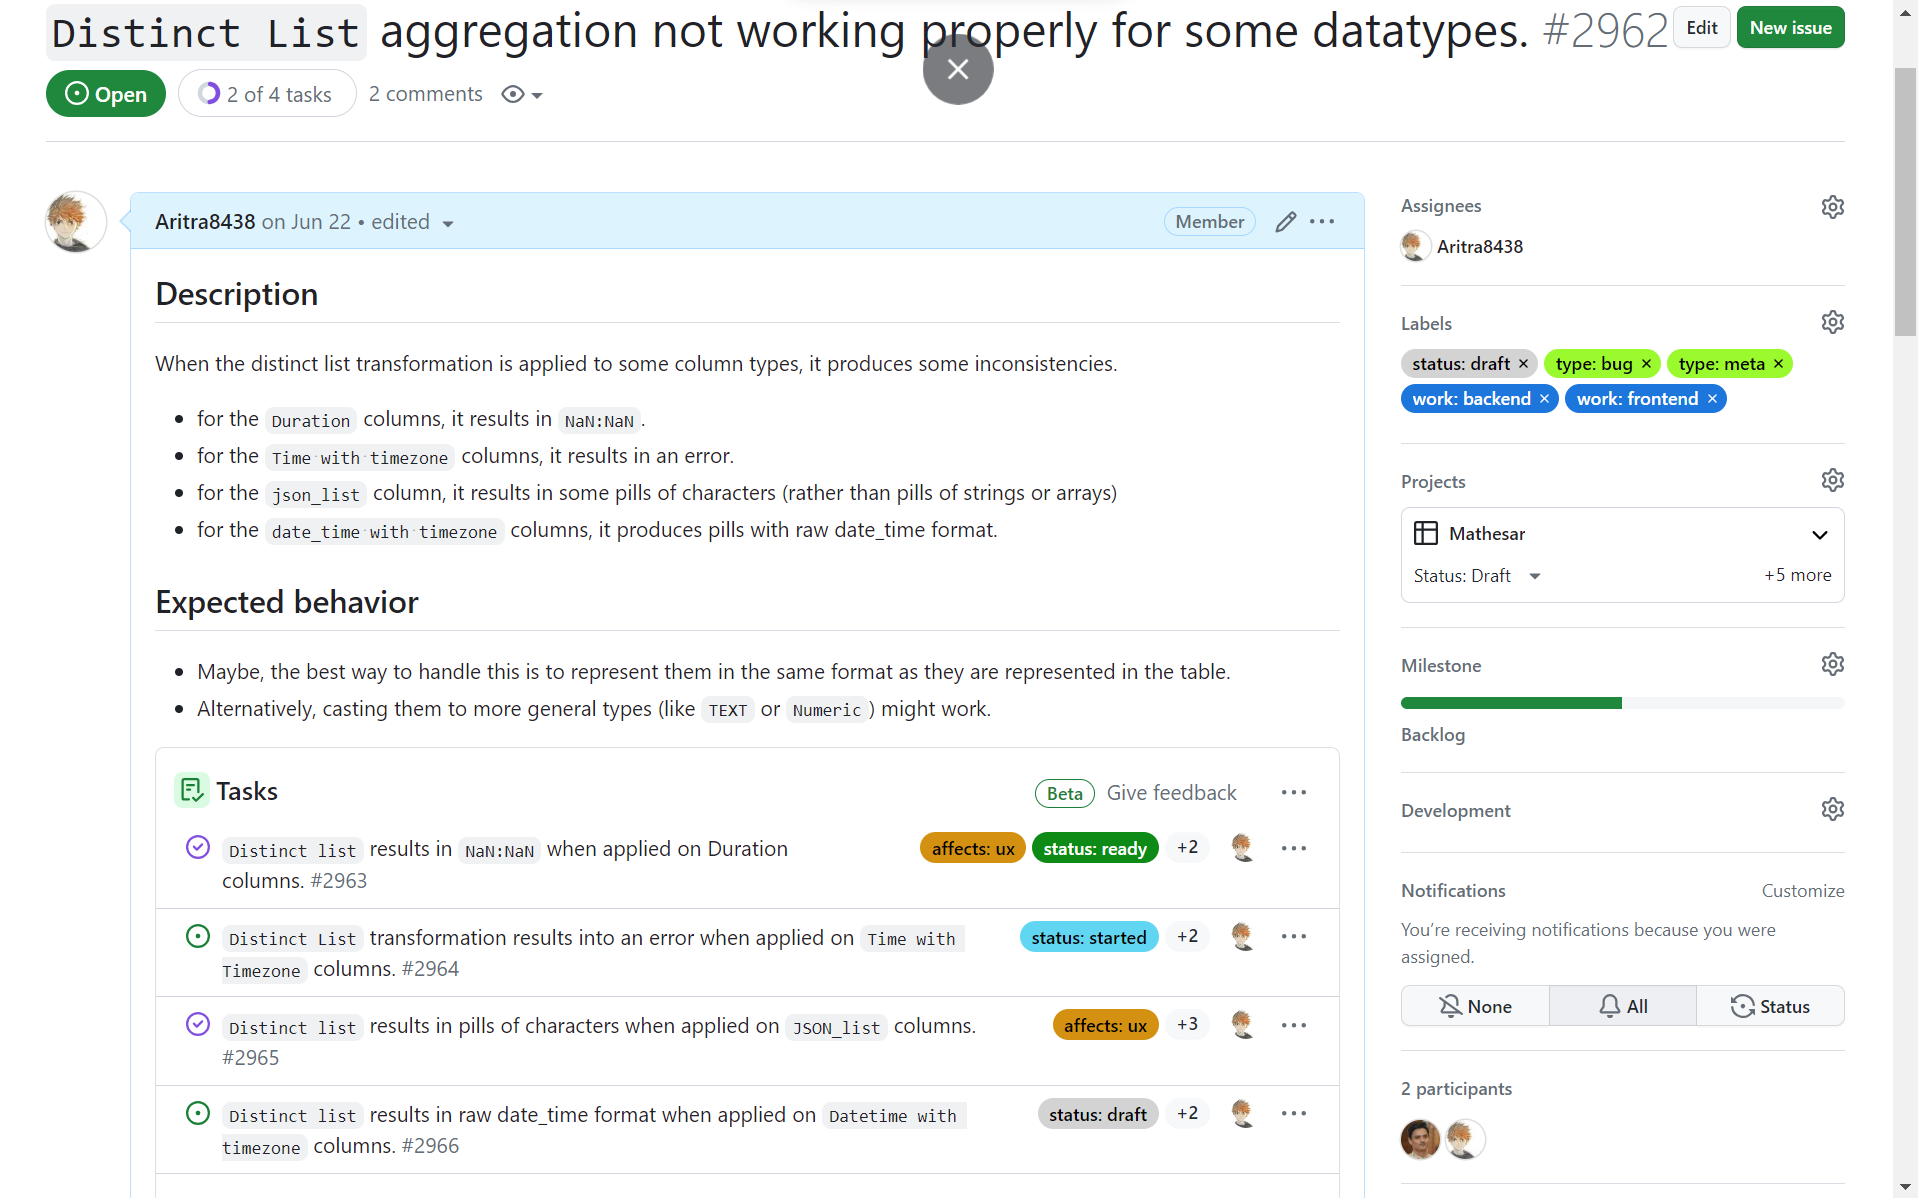 Distinct List aggregation not working properly for some datatypes. #2962 Edit New issue
Open 2 of 4 tasks 2 comments
Aritra8438 on Jun 22 • edited Member
Description
When the distinct list transformation is applied to some column types, it produces some inconsistencies.
• for the Duration columns, it results in NaN:NaN.
• for the Time with timezone columns, it results in an error.
• for the json_list column, it results in some pills of characters (rather than pills of strings or arrays)
• for the date_time with timezone columns, it produces pills with raw date_time format.
Expected behavior
• Maybe, the best way to handle this is to represent them in the same format as they are represented in the table.
• Alternatively, casting them to more general types (like TEXT or Numeric) might work.
Tasks Beta Give feedback
Distinct list results in NaN:NaN when applied on Duration affects: ux status: ready +2
columns. #2963
Distinct List transformation results into an error when applied on Time with status: started +2
Timezone columns. #2964
Distinct list results in pills of characters when applied on JSON_list columns. affects: ux +3
#2965
Distinct list results in raw date_time format when applied on Datetime with status: draft +2
timezone columns. #2966
Assignees
Aritra8438
Labels
status: draft × type: bug × type: meta ×
work: backend × work: frontend ×
Projects
Mathesar
Status: Draft +5 more
Milestone
Backlog
Development
Notifications Customize
You’re receiving notifications because you were
assigned.
None All Status
2 participants